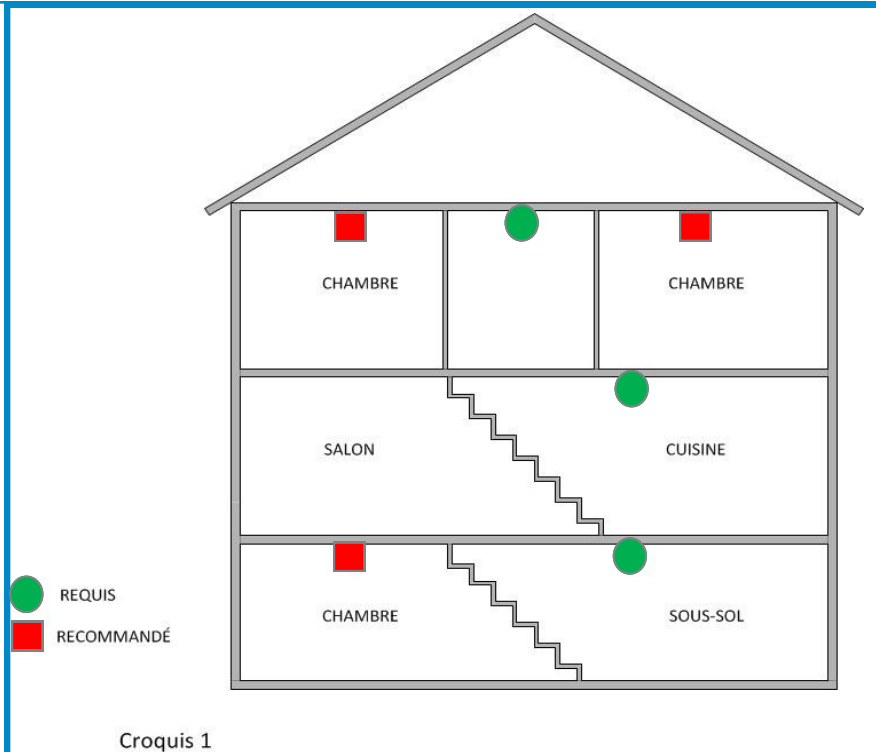 CHAMBRE
CHAMBRE
SALON
CUISINE
CHAMBRE
SOUS-SOL
REQUIS
RECOMMANDÉ
Croquis 1